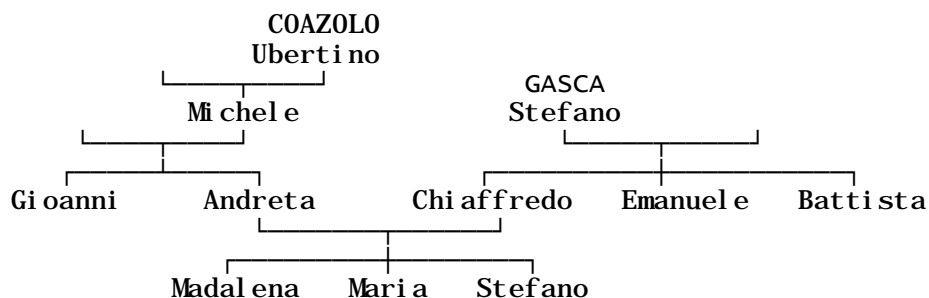 COAZOLO
Ubertino
GASCA
Michele Stefano
Gioanni Andreta Chiaffredo Emanuele Battista
Madalena Maria Stefano